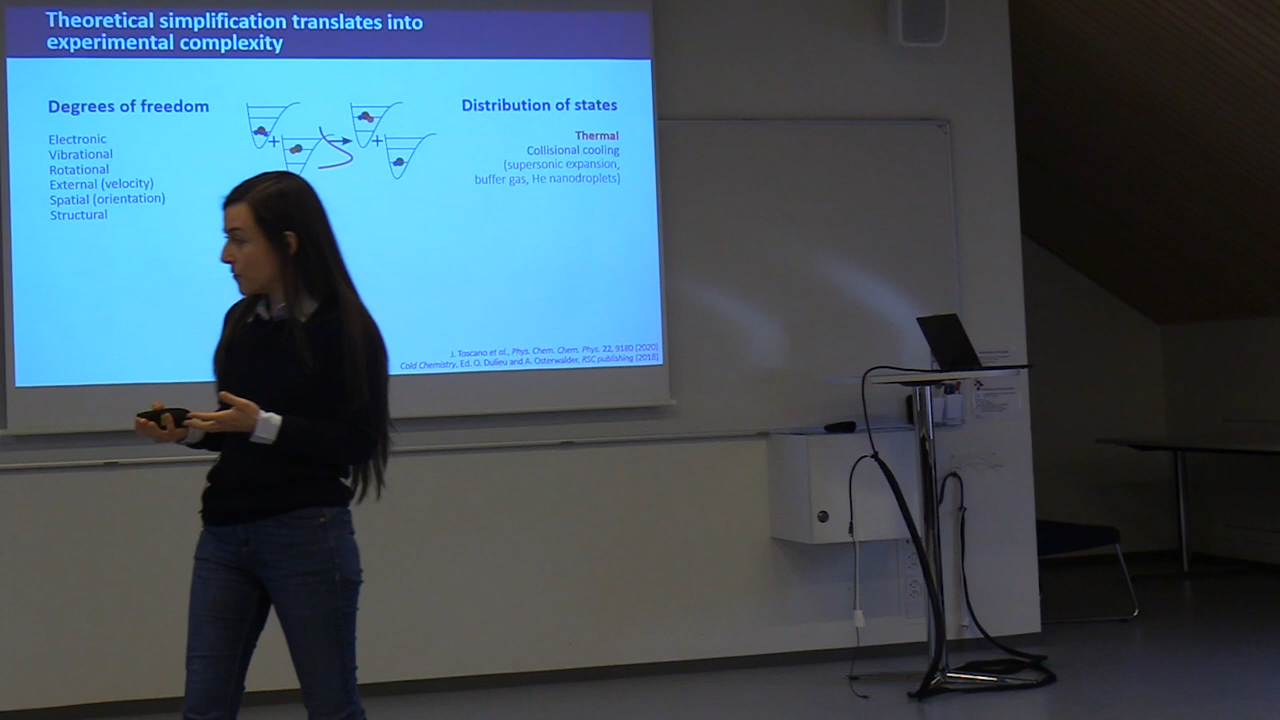 Theoretical simplification translates into
experimental complexity
Degrees of freedom
Electronic
Vibrational
Rotational
External (velocity)
Spatial (orientation)
Structural
+
+
Distribution of states
Thermal
Collisional cooling
(supersonic expansion,
buffer gas, He nanodroplets)
J. Toscano et al., Phys. Chem. Chem. Phys. 22, 9180 (2020)
Cold Chemistry, Ed. O. Dulieu and A. Osterwalder, RSC publishing (2018)